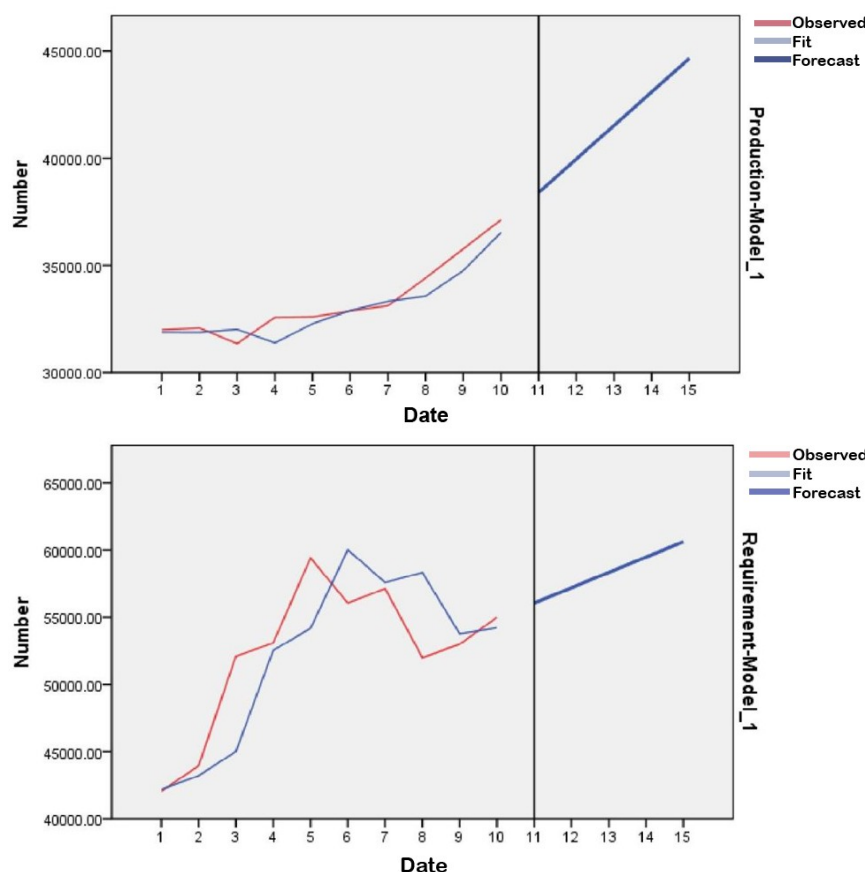 Observed
Fit
Forecast
45000.00
40000.00
35000.00
30000.00
Number
Production-Model_1
1 2 3 4 5 6 7 8 9 10 11 12 13 14 15
Date
Observed
Fit
Forecast
65000.00
60000.00
55000.00
50000.00
45000.00
40000.00
Number
Requirement-Model_1
1 2 3 4 5 6 7 8 9 10 11 12 13 14 15
Date